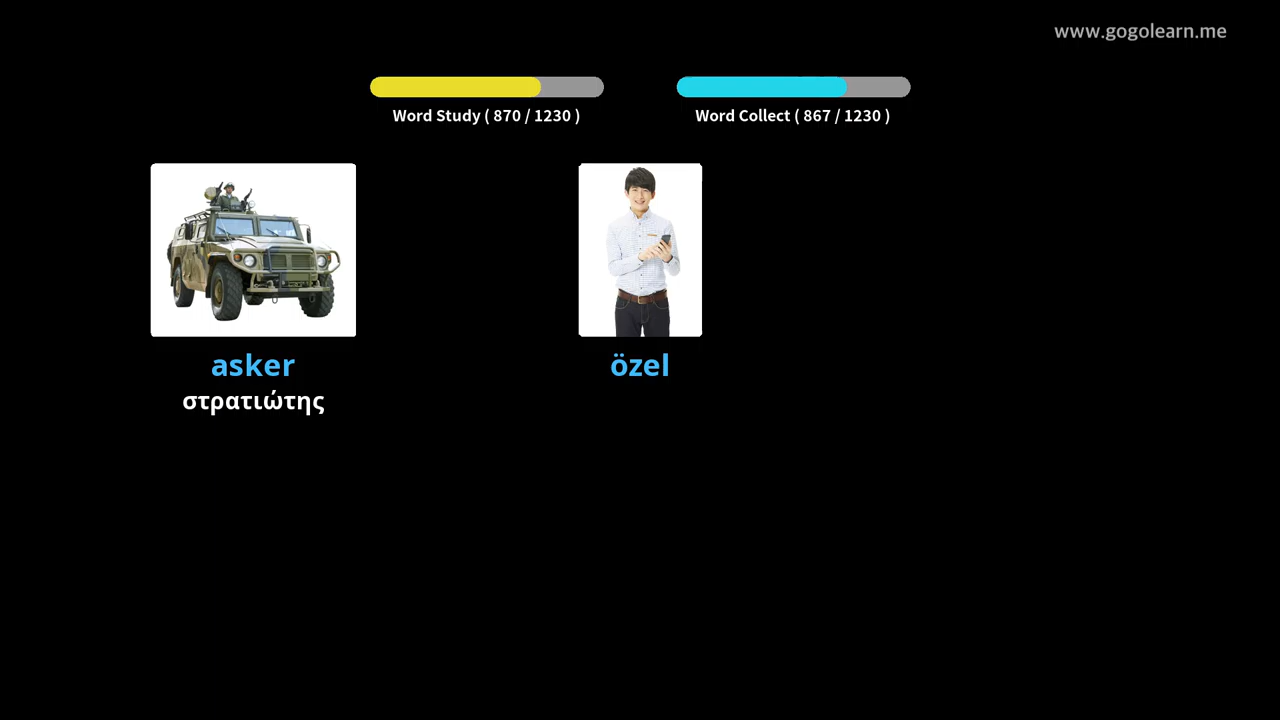 www.gogolearn.me
Word Study ( 870 / 1230 )
Word Collect ( 867 / 1230 )
asker
στρατιώτης
özel